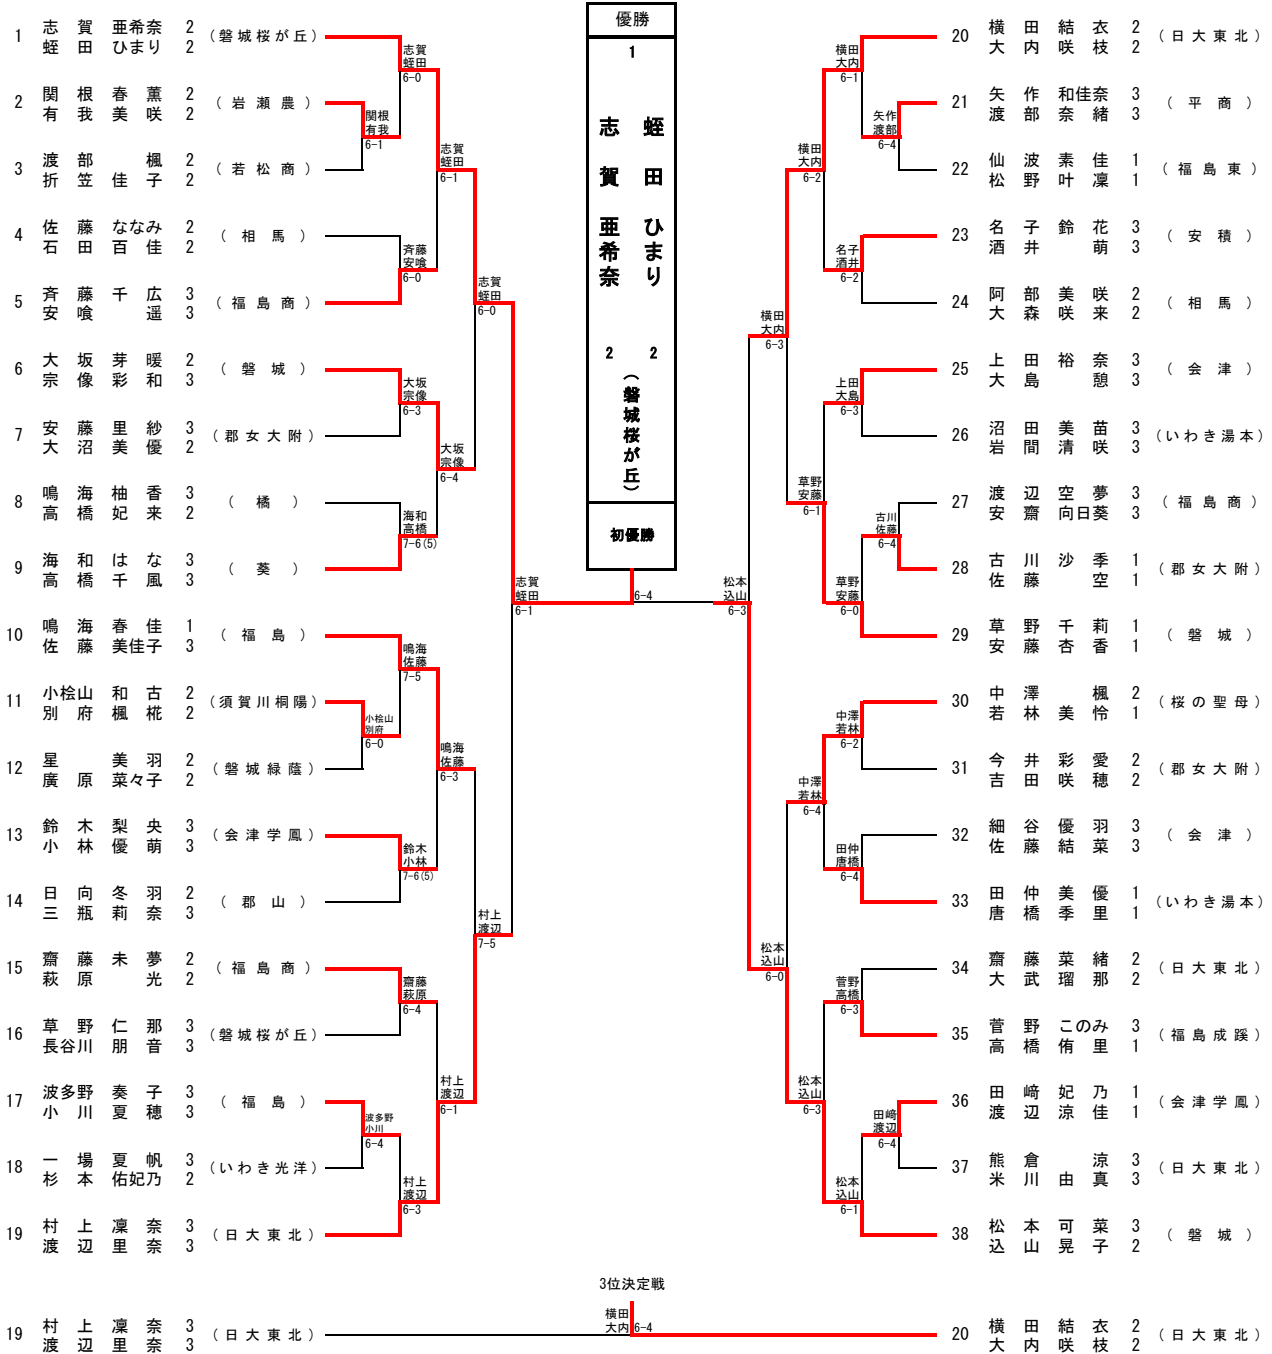 優勝
1
志賀亜希奈 2
蛭田ひまり 2
（磐城桜が丘）
初優勝
1 志賀 亜希奈 2 (磐城桜が丘)
蛭田 ひまり 2
2 関根 春薫 2 (岩瀬農)
有我 美咲 2
3 渡部 楓 2 (若松商)
折笠 佳子 2
4 佐藤 ななみ 2 (相馬)
石田 百佳 2
5 斉藤 千広 3 (福島商)
安喰 遥 3
6 大坂 芽暖 2 (磐城)
宗像 彩和 3
7 安藤 里紗 3 (郡女大附)
大沼 美優 2
8 鳴海 柚香 3 (橘)
高橋 妃来 2
9 海和 はな 3 (葵)
高橋 千風 3
10 鳴海 春佳 1 (福島)
佐藤 美佳子 3
11 小桧山 和古 2 (須賀川桐陽)
別府 楓椛 2
12 星 美羽 2 (磐城緑蔭)
廣原 菜々子 2
13 鈴木 梨央 3 (会津学鳳)
小林 優萌 3
14 日向 冬羽 2 (郡山)
三瓶 莉奈 3
15 齋藤 未夢 2 (福島商)
萩原 光 2
16 草野 仁那 3 (磐城桜が丘)
長谷川 朋音 3
17 波多野 奏子 3 (福島)
小川 夏穂 3
18 一場 夏帆 3 (いわき光洋)
杉本 佑妃乃 2
19 村上 凜奈 3 (日大東北)
渡辺 里奈 3
志賀
蛭田
6-0
関根
有我
6-1
志賀
蛭田
6-1
斉藤
安喰
6-0
志賀
蛭田
6-0
大坂
宗像
6-3
大坂
宗像
6-4
海和
高橋
7-6(5)
志賀
蛭田
6-1
鳴海
佐藤
7-5
小桧山
別府
6-0
鳴海
佐藤
6-3
鈴木
小林
7-6(5)
村上
渡辺
7-5
齋藤
萩原
6-4
村上
渡辺
6-1
波多野
小川
6-4
村上
渡辺
6-3
6-4
20 横田 結衣 2 (日大東北)
大内 咲枝 2
21 矢作 和佳奈 3 (平商)
渡部 奈緒 3
22 仙波 素佳 1 (福島東)
松野 叶凜 1
23 名子 鈴花 3 (安積)
酒井 萌 3
24 阿部 美咲 2 (相馬)
大森 咲来 2
25 上田 裕奈 3 (会津)
大島 憩 3
26 沼田 美苗 3 (いわき湯本)
岩間 清咲 3
27 渡辺 空夢 3 (福島商)
安齋 向日葵 3
28 古川 沙季 1 (郡女大附)
佐藤 空 1
29 草野 千莉 1 (磐城)
安藤 杏香 1
30 中澤 楓 2 (桜の聖母)
若林 美怜 1
31 今井 彩愛 2 (郡女大附)
吉田 咲穂 2
32 細谷 優羽 3 (会津)
佐藤 結菜 3
33 田仲 美優 1 (いわき湯本)
唐橋 季里 1
34 齋藤 菜緒 2 (日大東北)
大武 瑠那 2
35 菅野 このみ 3 (福島成蹊)
高橋 侑里 1
36 田﨑 妃乃 1 (会津学鳳)
渡辺 涼佳 1
37 熊倉 涼 3 (日大東北)
米川 由真 3
38 松本 可菜 3 (磐城)
込山 晃子 2
横田
大内
6-1
矢作
渡部
6-4
横田
大内
6-2
名子
酒井
6-2
横田
大内
6-3
上田
大島
6-3
草野
安藤
6-1
古川
佐藤
6-4
草野
安藤
6-0
松本
込山
6-3
中澤
若林
6-2
中澤
若林
6-4
田仲
唐橋
6-4
松本
込山
6-0
菅野
高橋
6-3
松本
込山
6-3
田﨑
渡辺
6-4
松本
込山
6-1
3位決定戦
19 村上 凜奈 3 (日大東北)
渡辺 里奈 3
横田
大内 6-4
20 横田 結衣 2 (日大東北)
大内 咲枝 2